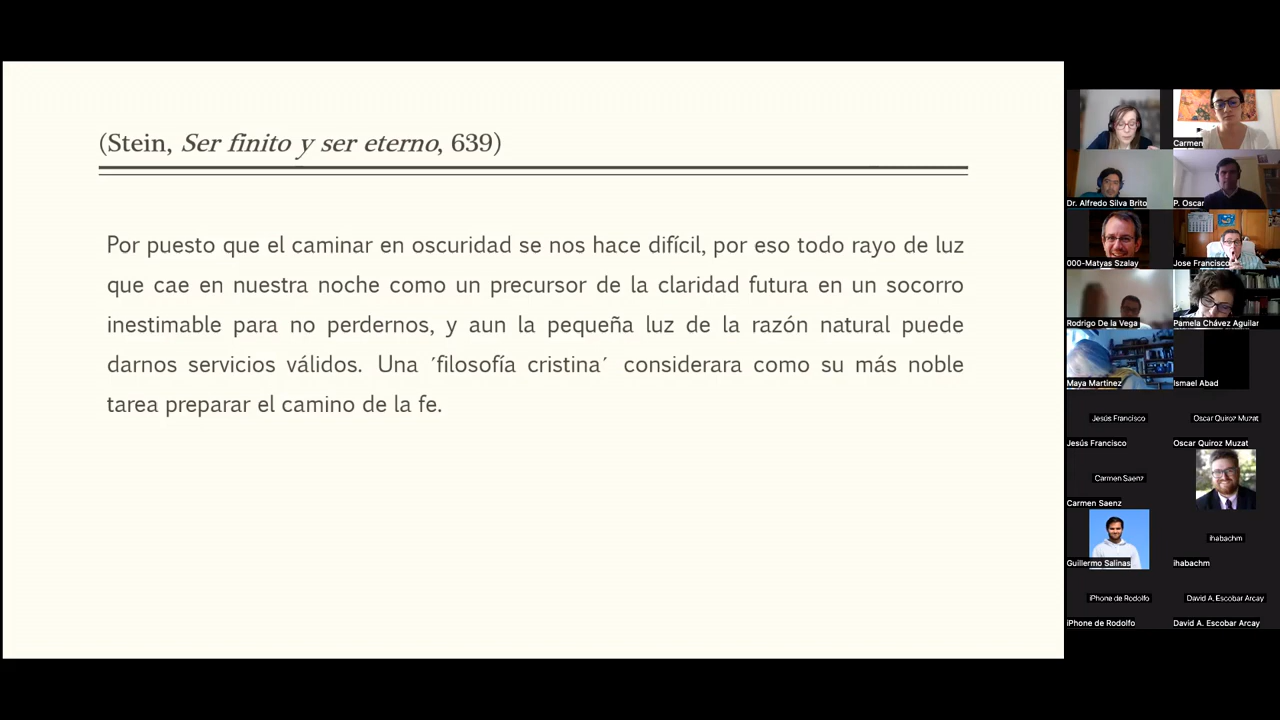 (Stein, Ser finito y ser eterno, 639)
Por puesto que el caminar en oscuridad se nos hace difícil, por eso todo rayo de luz
que cae en nuestra noche como un precursor de la claridad futura en un socorro
inestimable para no perdernos, y aun la pequeña luz de la razón natural puede
darnos servicios válidos. Una ´filosofía cristina´ considerara como su más noble
tarea preparar el camino de la fe.
Carmen
Dr. Alfredo Silva Brito
P. Oscar
000-Matyas Szalay
Jose Francisco
Rodrigo De la Vega
Pamela Chávez Aguilar
Maya Martinez
Ismael Abad
Jesús Francisco
Oscar Quiroz Muzat
Jesús Francisco
Oscar Quiroz Muzat
Carmen Saenz
Carmen Saenz
Guillermo Salinas
ihabachm
ihabachm
iPhone de Rodolfo
David A. Escobar Arcay
iPhone de Rodolfo
David A. Escobar Arcay